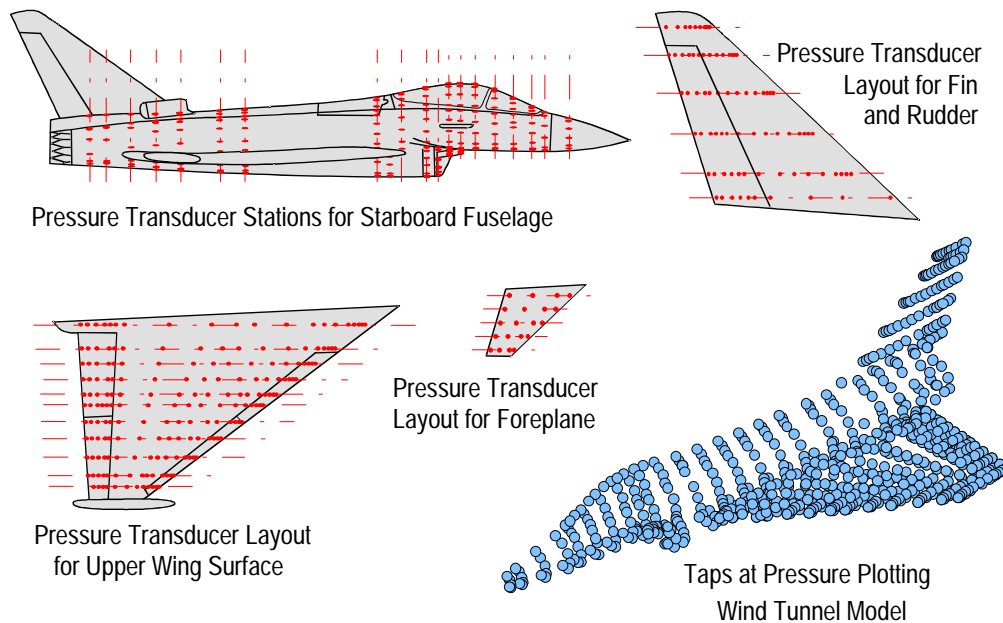 Pressure Transducer
Layout for Fin
and Rudder
Pressure Transducer Stations for Starboard Fuselage
Pressure Transducer
Layout for Foreplane
Pressure Transducer Layout
for Upper Wing Surface
Taps at Pressure Plotting
Wind Tunnel Model